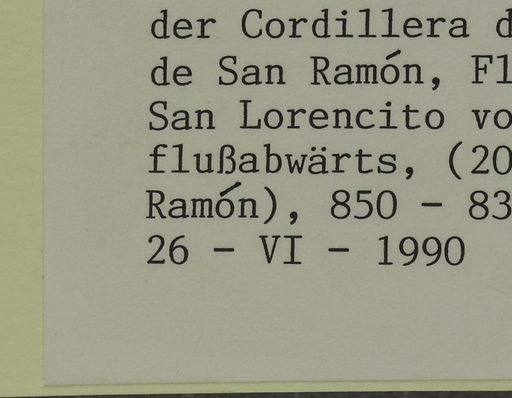 der Cordillera d
de San Ramón, Fl
San Lorencito vo
flußabwärts, (20
Ramón), 850 - 83
26 - VI - 1990